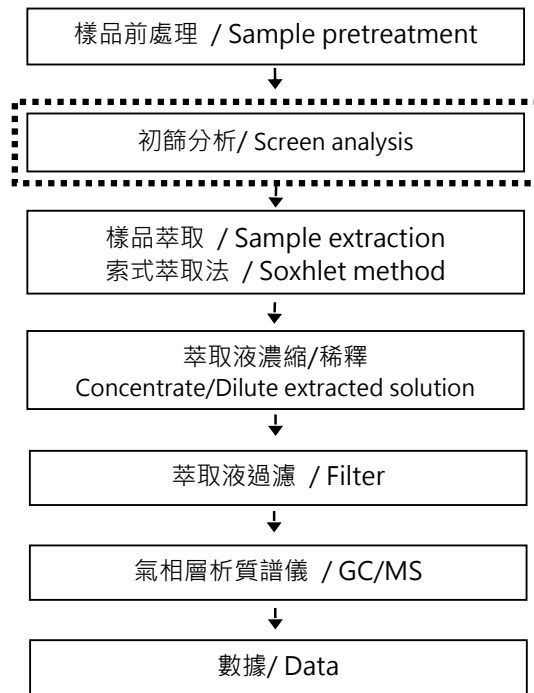 樣品前處理 / Sample pretreatment
初篩分析/ Screen analysis
樣品萃取 / Sample extraction
索式萃取法 / Soxhlet method
萃取液濃縮/稀釋
Concentrate/Dilute extracted solution
萃取液過濾 / Filter
氣相層析質譜儀 / GC/MS
數據/ Data